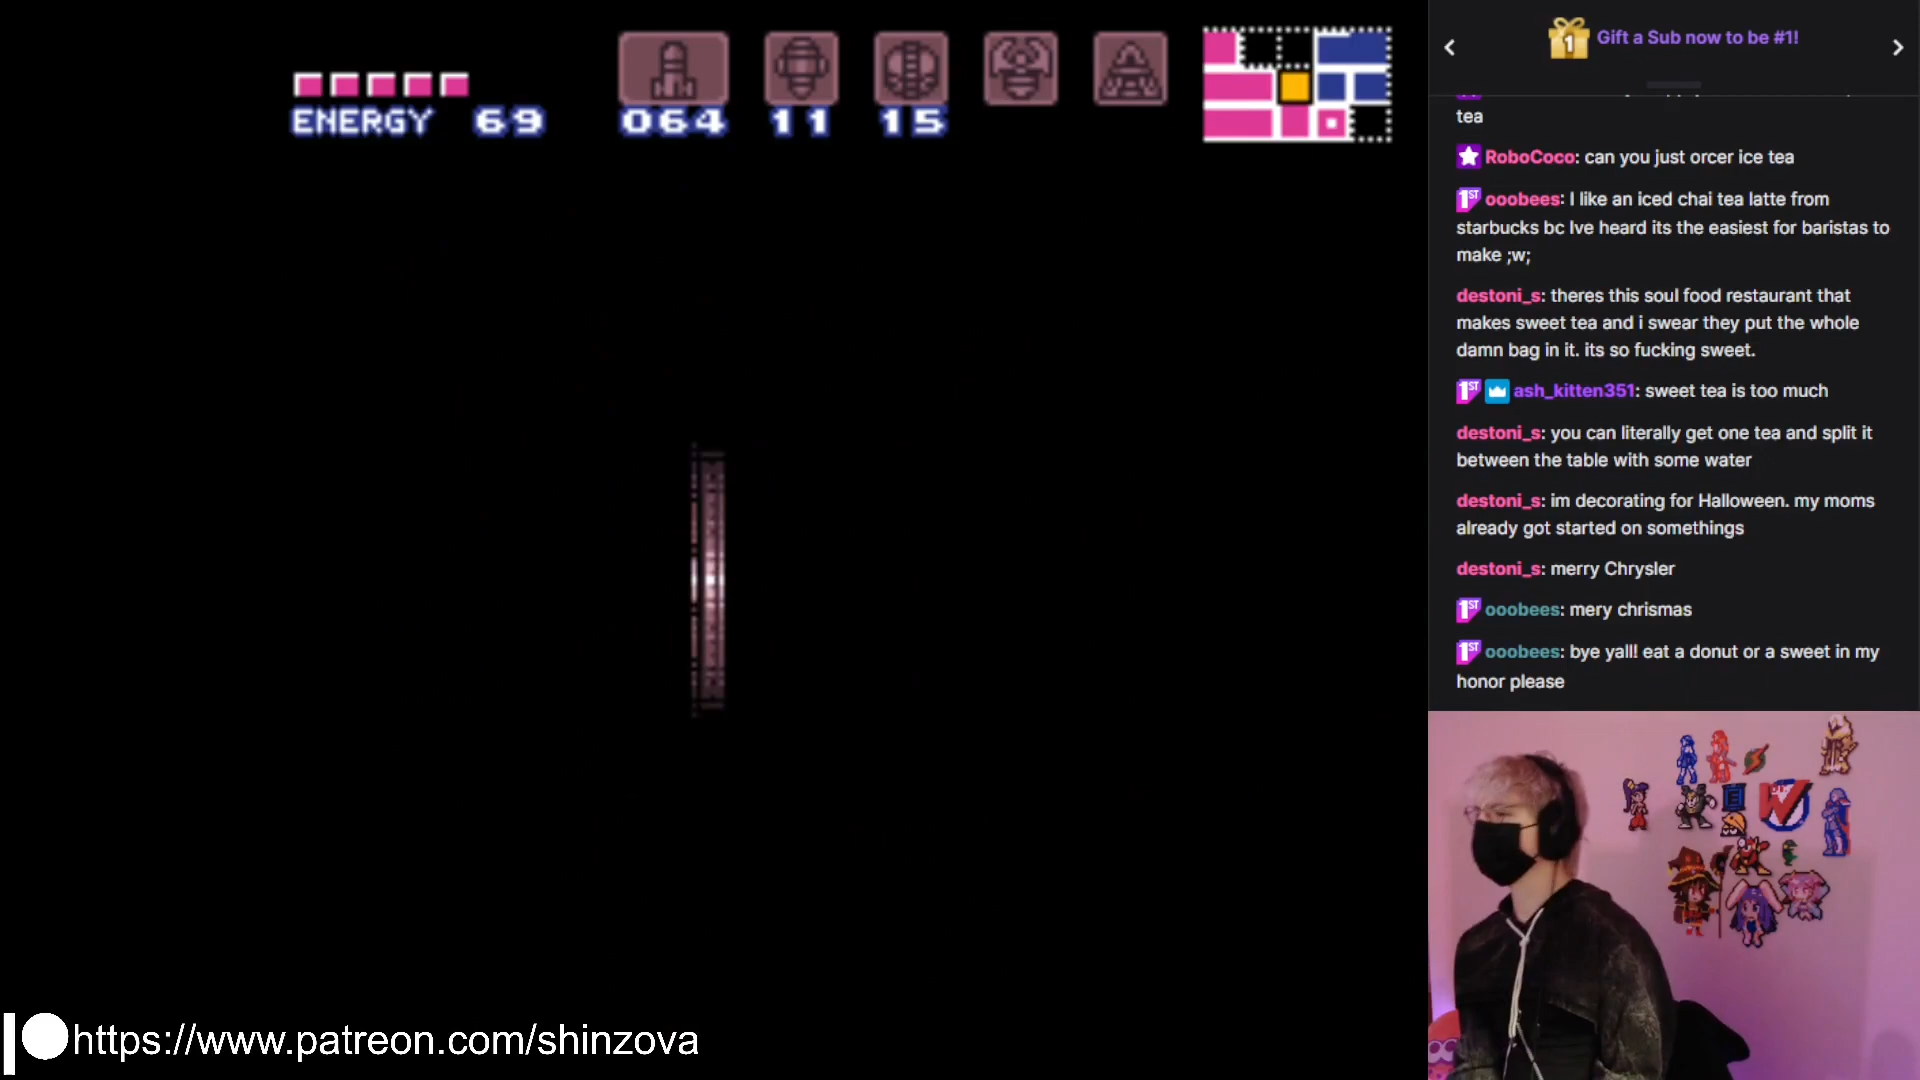 ENERGY 69
064 11 15
1 Gift a Sub now to be #1!
tea
RoboCoco: can you just orcer ice tea
1ST ooobees: I like an iced chai tea latte from
starbucks bc Ive heard its the easiest for baristas to
make ;w;
destoni_s: theres this soul food restaurant that
makes sweet tea and i swear they put the whole
damn bag in it. its so fucking sweet.
1ST ash_kitten351: sweet tea is too much
destoni_s: you can literally get one tea and split it
between the table with some water
destoni_s: im decorating for Halloween. my moms
already got started on somethings
destoni_s: merry Chrysler
1ST ooobees: mery chrismas
1ST ooobees: bye yall! eat a donut or a sweet in my
honor please
W
https://www.patreon.com/shinzova